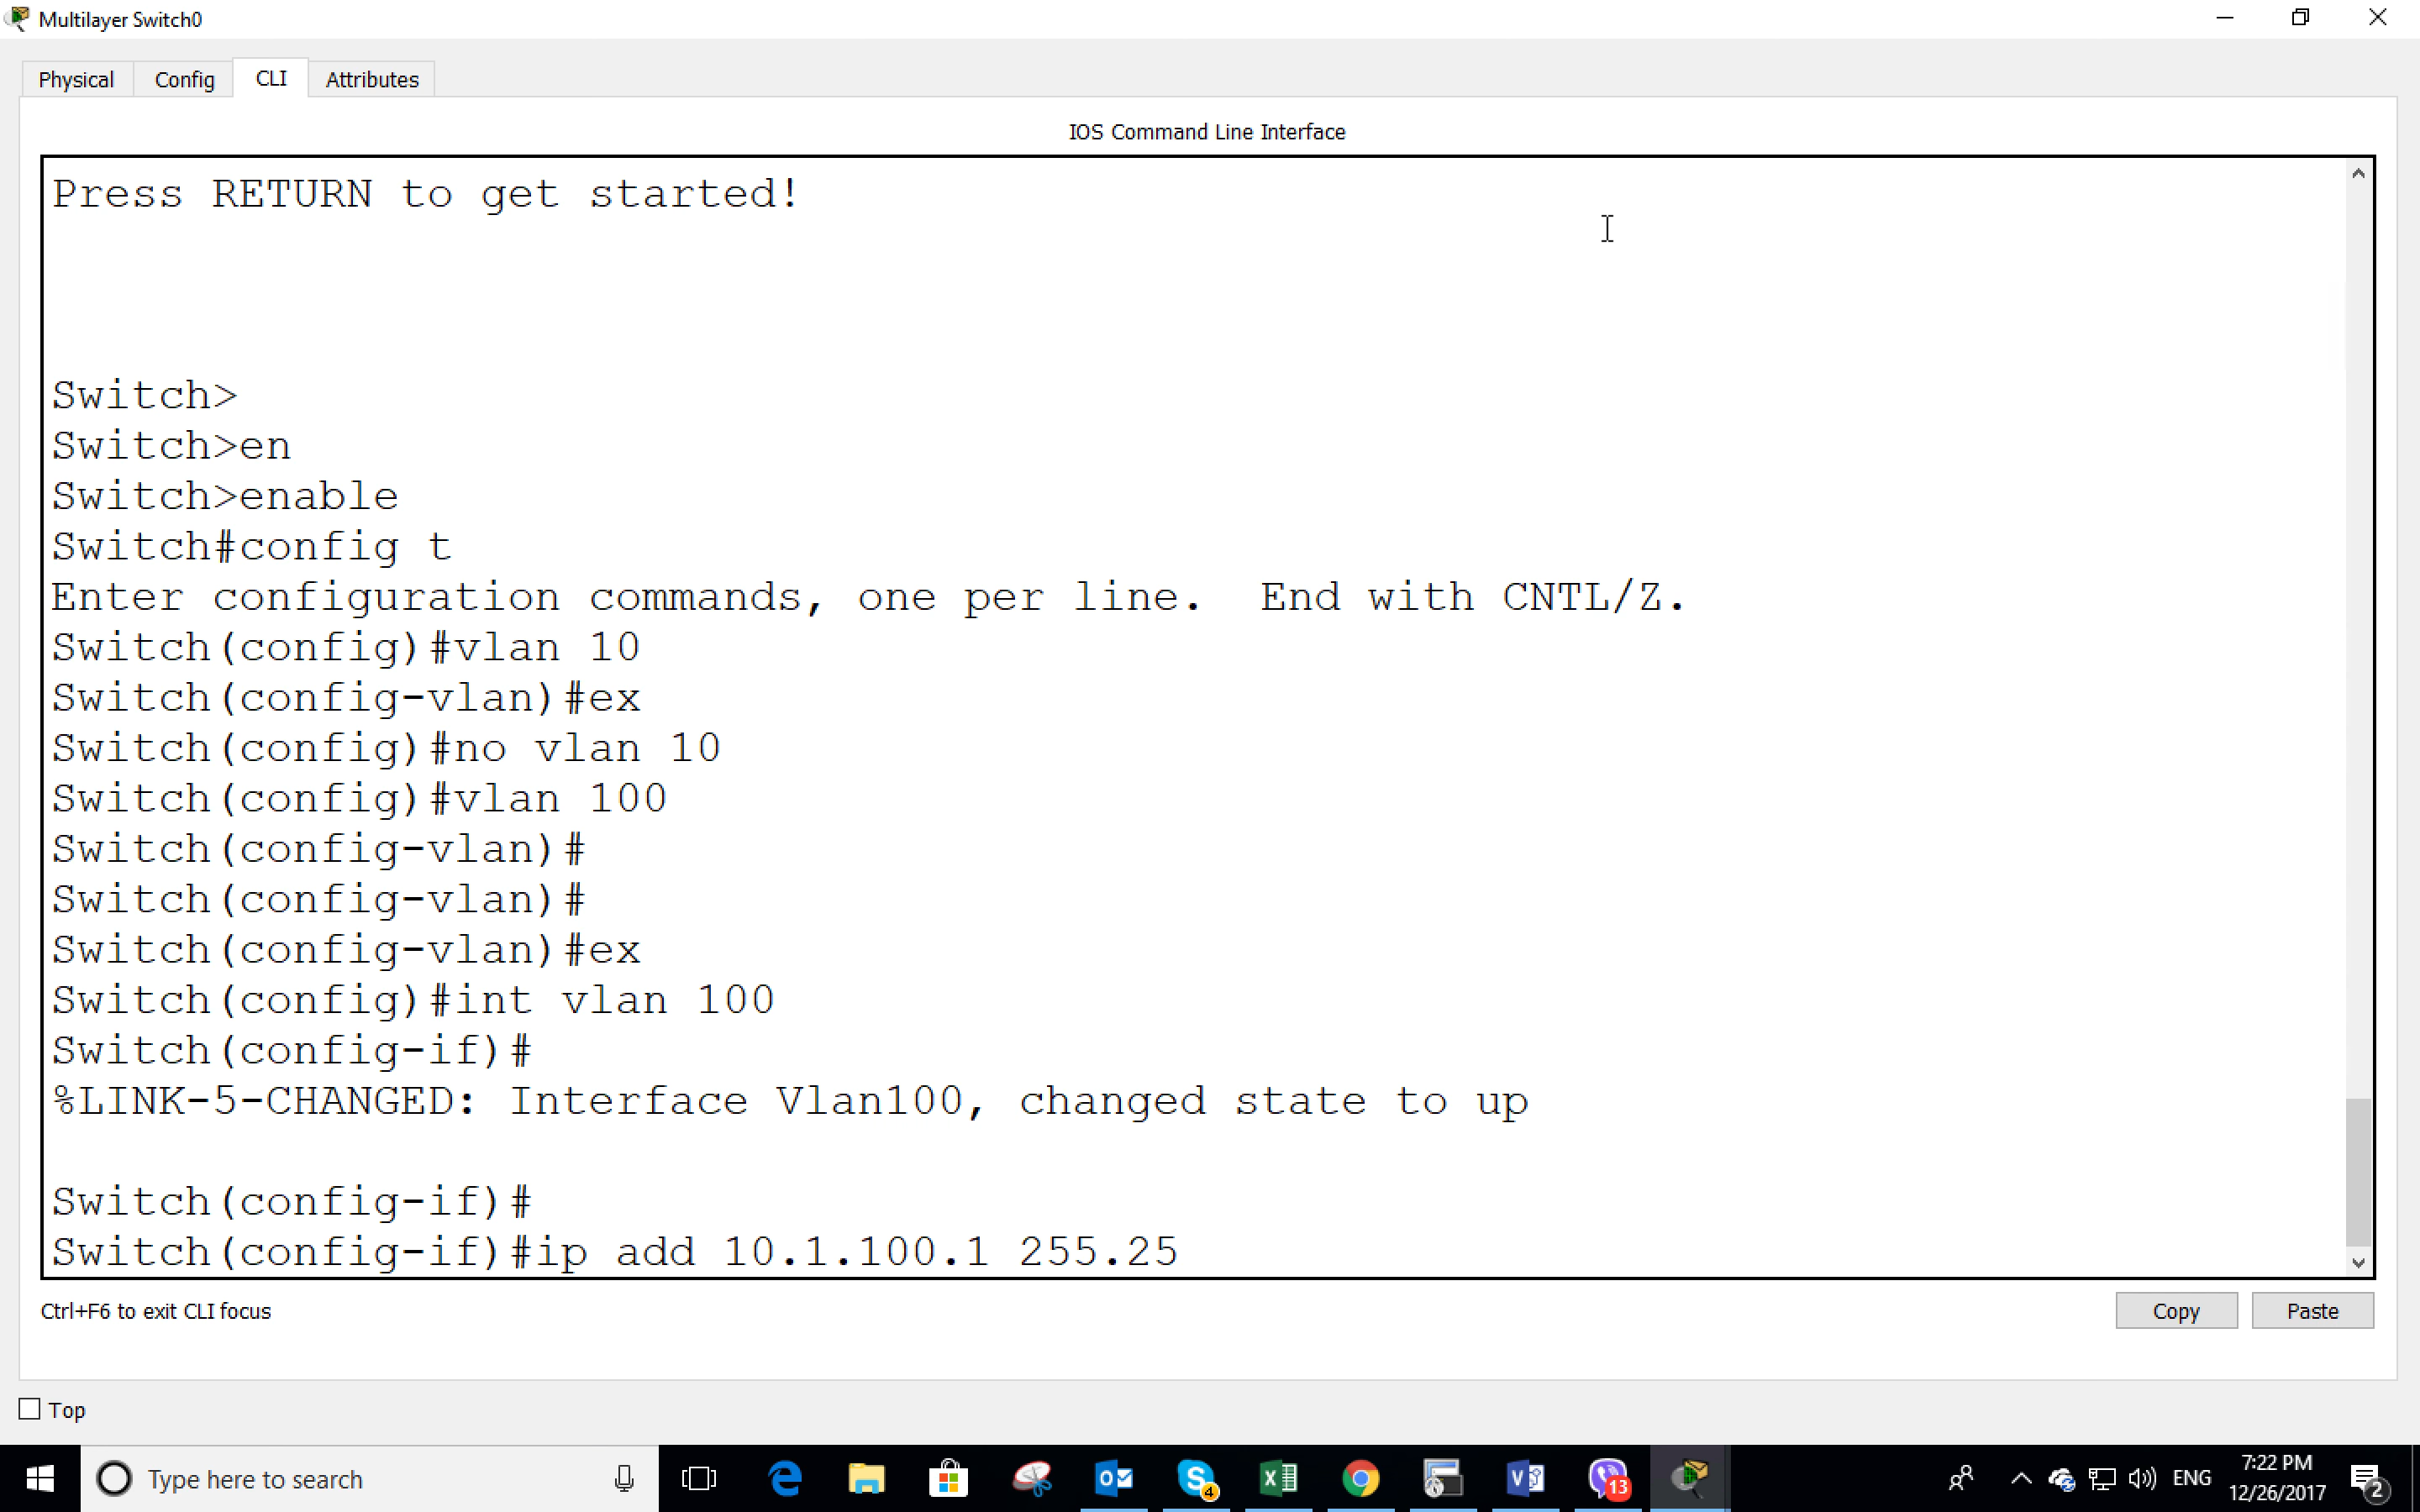 Multilayer Switch0
Physical Config CLI Attributes
IOS Command Line Interface
Press RETURN to get started!
Switch>
Switch>en
Switch>enable
Switch#config t
Enter configuration commands, one per line.  End with CNTL/Z.
Switch(config)#vlan 10
Switch(config-vlan)#ex
Switch(config)#no vlan 10
Switch(config)#vlan 100
Switch(config-vlan)#
Switch(config-vlan)#
Switch(config-vlan)#ex
Switch(config)#int vlan 100
Switch(config-if)#
%LINK-5-CHANGED: Interface Vlan100, changed state to up
Switch(config-if)#
Switch(config-if)#ip add 10.1.100.1 255.25
Ctrl+F6 to exit CLI focus
Copy Paste
Top
Type here to search
4
13
ENG
7:22 PM
12/26/2017
2